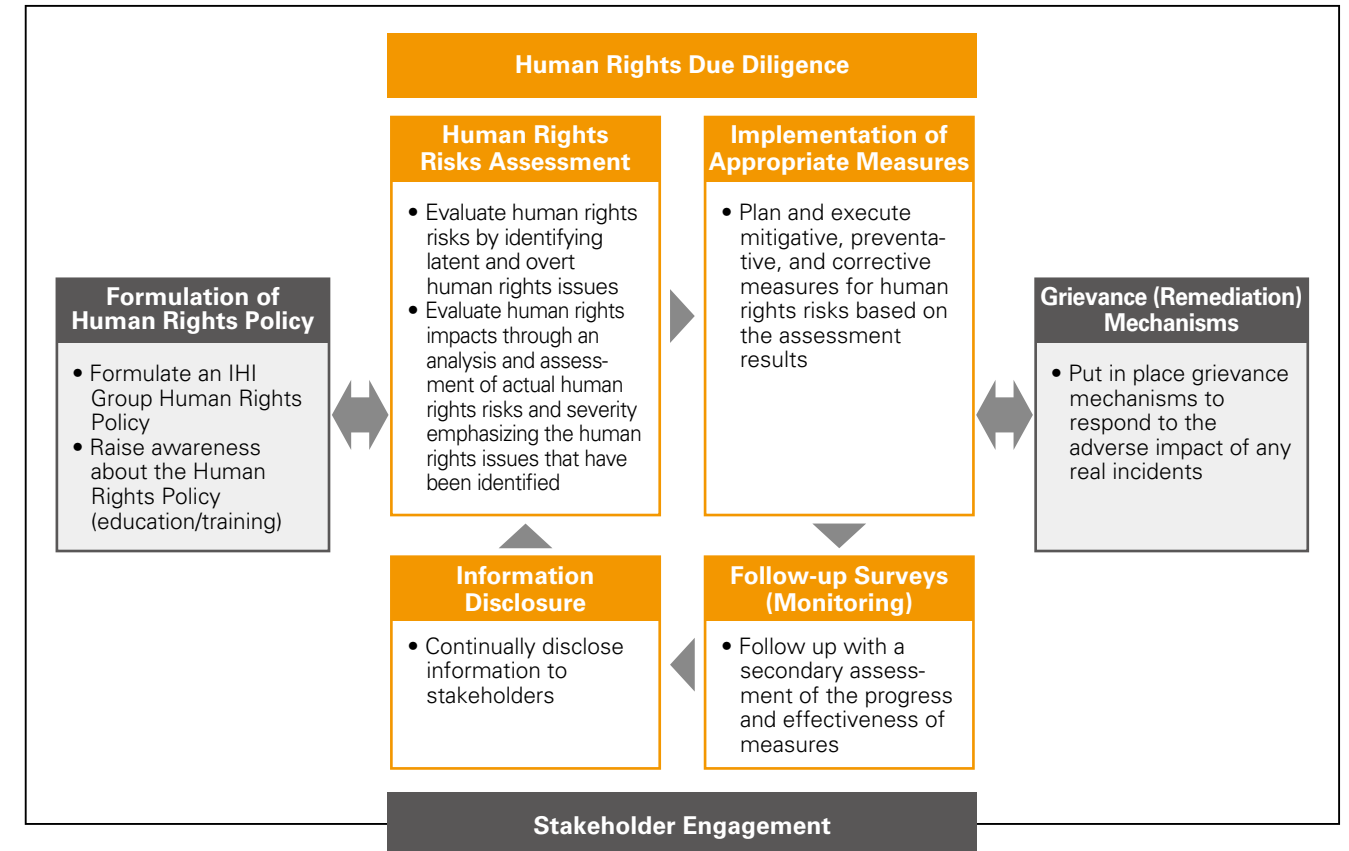 Human Rights Due Diligence
Formulation of
Human Rights Policy
• Formulate an IHI
Group Human Rights
Policy
• Raise awareness
about the Human
Rights Policy
(education/training)
Human Rights
Risks Assessment
• Evaluate human rights
risks by identifying
latent and overt
human rights issues
• Evaluate human rights
impacts through an
analysis and assess-
ment of actual human
rights risks and severity
emphasizing the human
rights issues that have
been identified
Implementation of
Appropriate Measures
• Plan and execute
mitigative, preventa-
tive, and corrective
measures for human
rights risks based on
the assessment
results
Grievance (Remediation)
Mechanisms
• Put in place grievance
mechanisms to
respond to the
adverse impact of any
real incidents
Information
Disclosure
• Continually disclose
information to
stakeholders
Follow-up Surveys
(Monitoring)
• Follow up with a
secondary assess-
ment of the progress
and effectiveness of
measures
Stakeholder Engagement